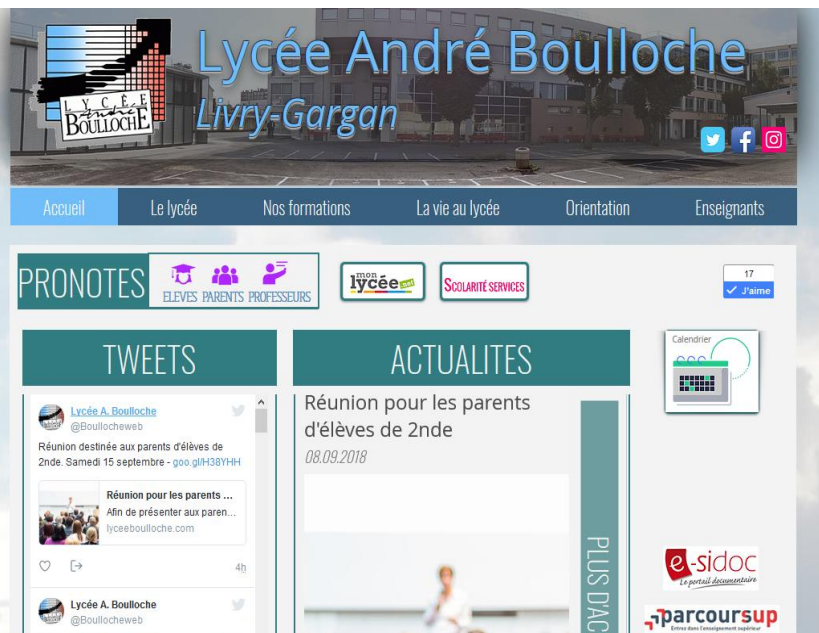 Lycée André Boulloche
Livry-Gargan
LYCÉE
André
BOULLOCHE
Accueil
Le lycée
Nos formations
La vie au lycée
Orientation
Enseignants
PRONOTES
ELEVES PARENTS PROFESSEURS
mon
lycée.net
SCOLARITÉ SERVICES
17
J'aime
TWEETS
Lycée A. Boulloche
@Boullocheweb
Réunion destinée aux parents d'élèves de
2nde. Samedi 15 septembre - goo.gl/H38YHH
Réunion pour les parents ...
Afin de présenter aux paren...
lyceeboulloche.com
4h
Lycée A. Boulloche
@Boullocheweb
ACTUALITES
Réunion pour les parents
d'élèves de 2nde
08.09.2018
PLUS D'AC
Calendrier
e-sidoc
Le portail documentaire
parcoursup
Entrez dans l'enseignement supérieur